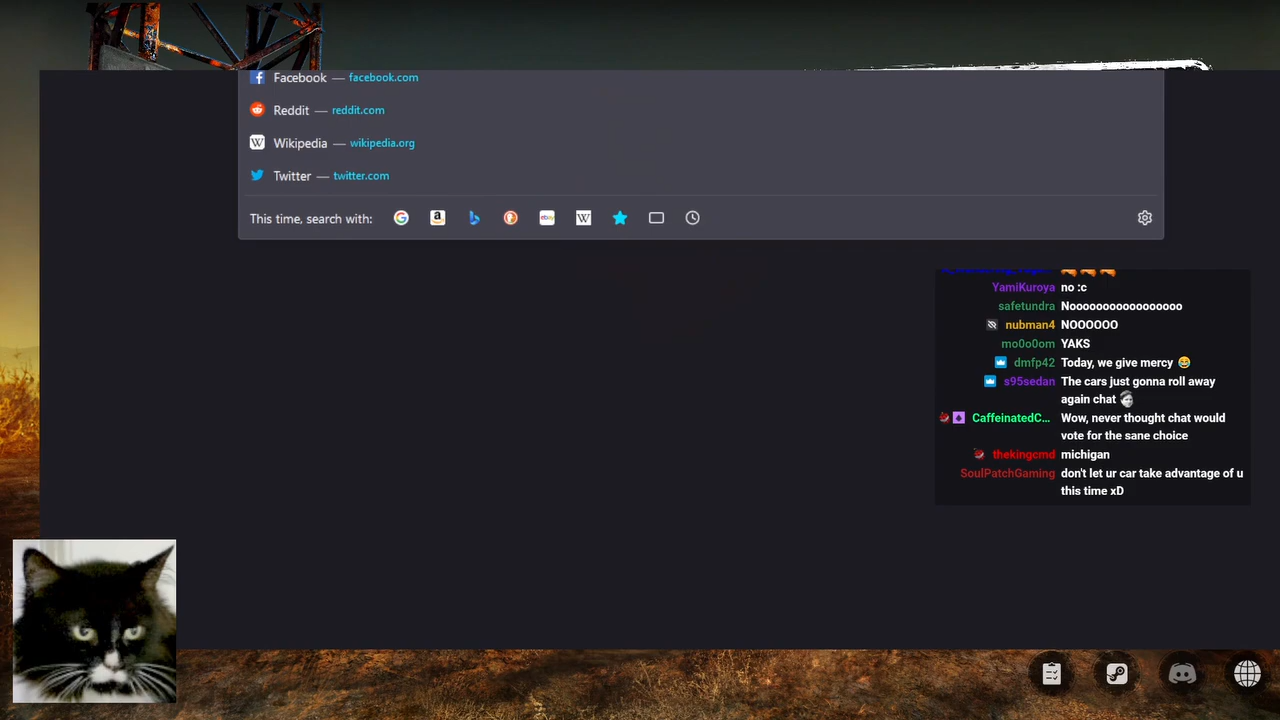 Facebook — facebook.com
Reddit — reddit.com
Wikipedia — wikipedia.org
Twitter — twitter.com
This time, search with:
YamiKuroya no :c
safetundra Nooooooooooooooooo
nubman4 NOOOOOO
mo0o0om YAKS
dmfp42 Today, we give mercy 😂
s95sedan The cars just gonna roll away
again chat
CaffeinatedC... Wow, never thought chat would
vote for the sane choice
thekingcmd michigan
SoulPatchGaming don't let ur car take advantage of u
this time xD